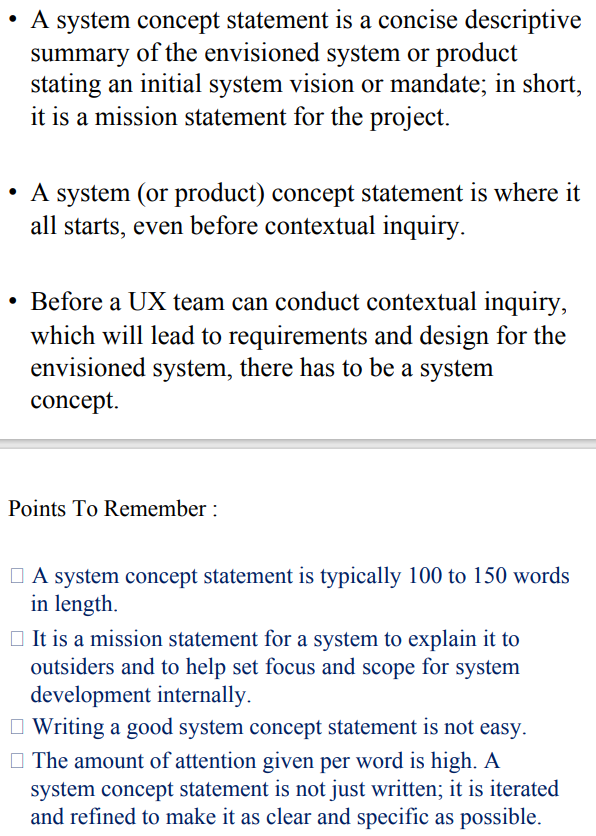 • A system concept statement is a concise descriptive
summary of the envisioned system or product
stating an initial system vision or mandate; in short,
it is a mission statement for the project.
• A system (or product) concept statement is where it
all starts, even before contextual inquiry.
• Before a UX team can conduct contextual inquiry,
which will lead to requirements and design for the
envisioned system, there has to be a system
concept.
Points To Remember :
□ A system concept statement is typically 100 to 150 words
in length.
□ It is a mission statement for a system to explain it to
outsiders and to help set focus and scope for system
development internally.
□ Writing a good system concept statement is not easy.
□ The amount of attention given per word is high. A
system concept statement is not just written; it is iterated
and refined to make it as clear and specific as possible.